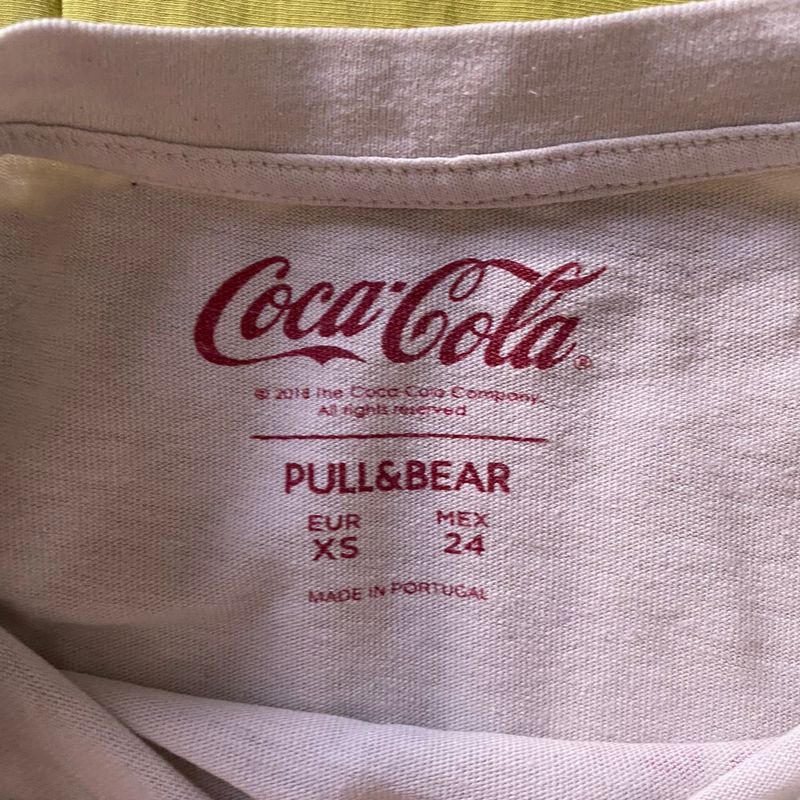 Coca-Cola®
© 2018 The Coca-Cola Company.
All rights reserved
PULL&BEAR
EUR MEX
XS 24
MADE IN PORTUGAL